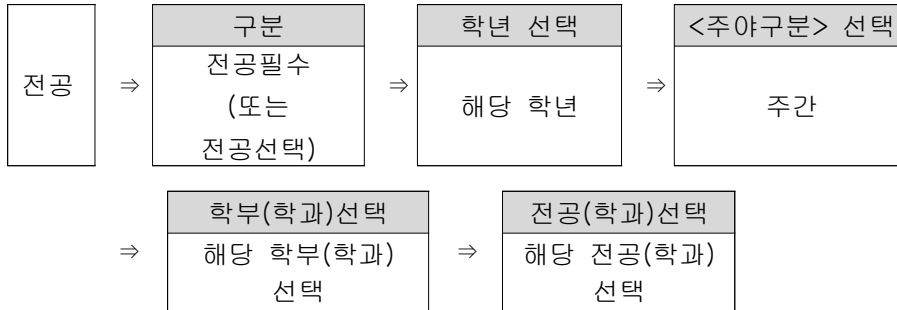 전공
⇒
구분
전공필수
(또는
전공선택)
⇒
학년 선택
해당 학년
⇒
<주야구분> 선택
주간
⇒
학부(학과)선택
해당 학부(학과)
선택
⇒
전공(학과)선택
해당 전공(학과)
선택